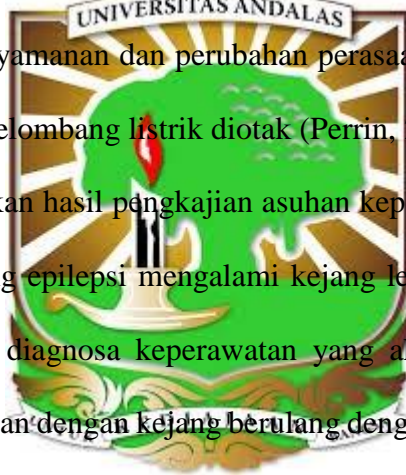 UNIVERSITAS ANDALAS
yamanan dan perubahan perasaa
elombang listrik diotak (Perrin,
kan hasil pengkajian asuhan kep
g epilepsi mengalami kejang le
diagnosa keperawatan yang a
an dengan kejang berulang deng